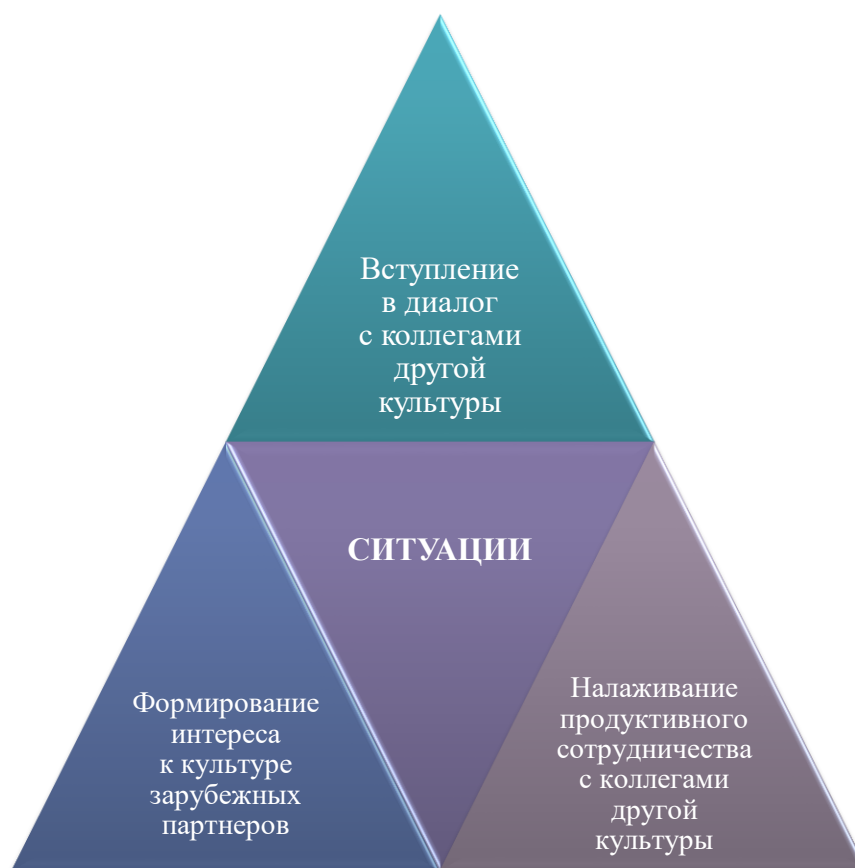 Вступление
в диалог
с коллегами
другой
культуры
СИТУАЦИИ
Формирование
интереса
к культуре
зарубежных
партнеров
Налаживание
продуктивного
сотрудничества
с коллегами
другой
культуры